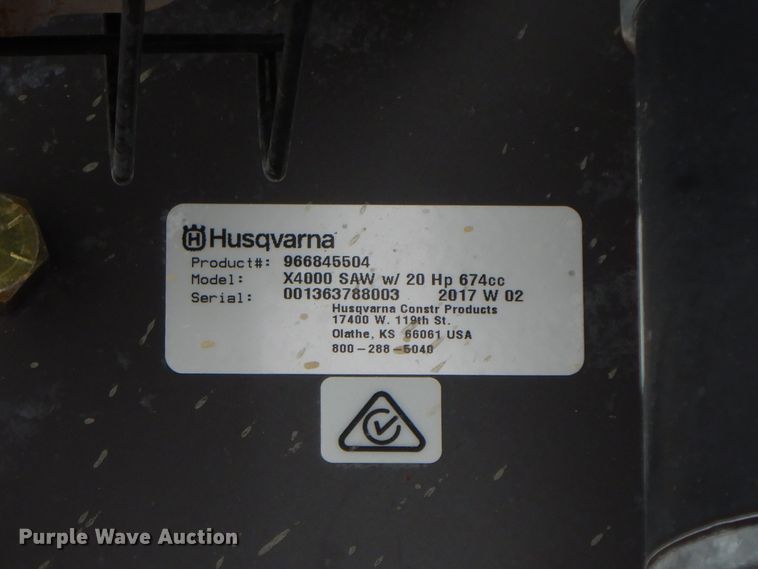 Husqvarna
Product#: 966845504
Model: X4000 SAW w/ 20 Hp 674cc
Serial: 001363788003 2017 W 02
Husqvarna Constr Products
17400 W. 119th St.
Olathe, KS 66061 USA
800-288-5040
Purple Wave Auction